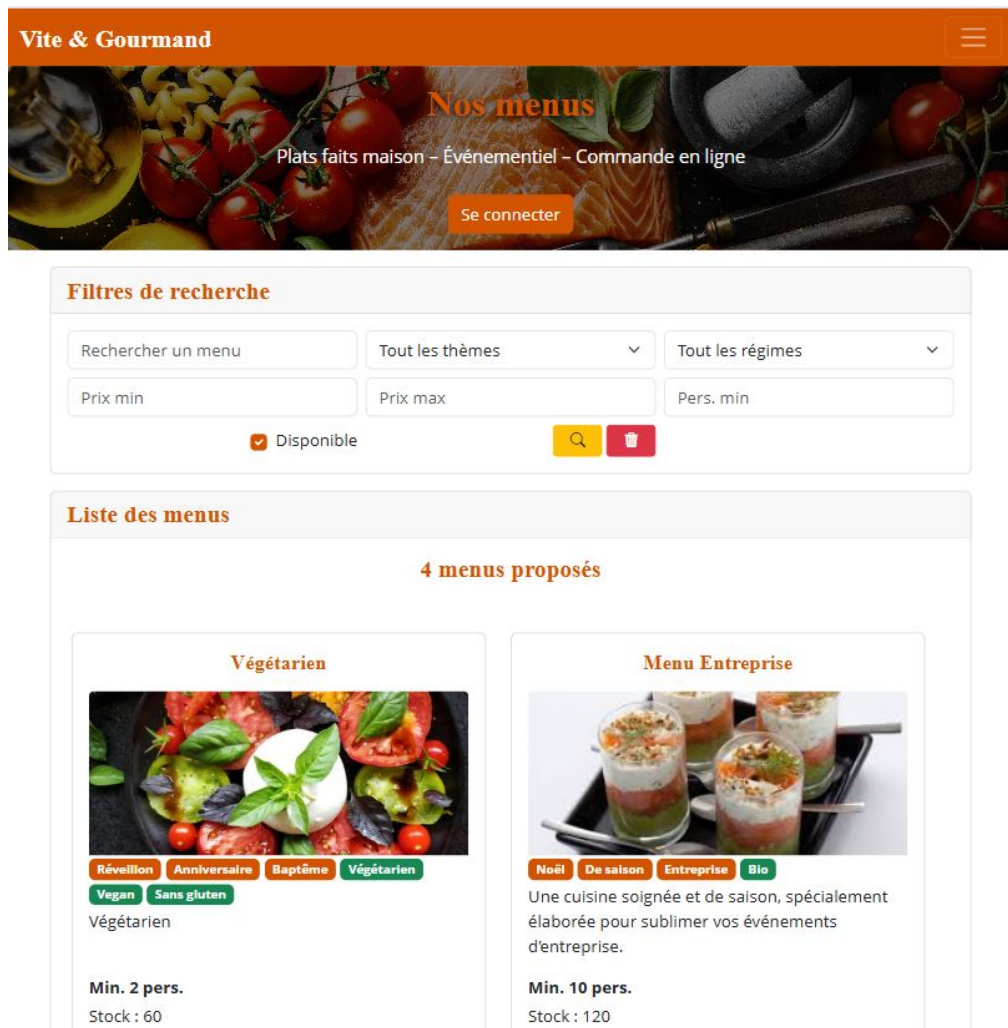 Vite & Gourmand
Nos menus
Plats faits maison – Événementiel – Commande en ligne
Se connecter
Filtres de recherche
Rechercher un menu Tout les thèmes Tout les régimes
Prix min Prix max Pers. min
Disponible
Liste des menus
4 menus proposés
Végétarien
Réveillon Anniversaire Baptême Végétarien
Vegan Sans gluten
Végétarien
Min. 2 pers.
Stock : 60
Menu Entreprise
Noël De saison Entreprise Bio
Une cuisine soignée et de saison, spécialement
élaborée pour sublimer vos événements
d'entreprise.
Min. 10 pers.
Stock : 120